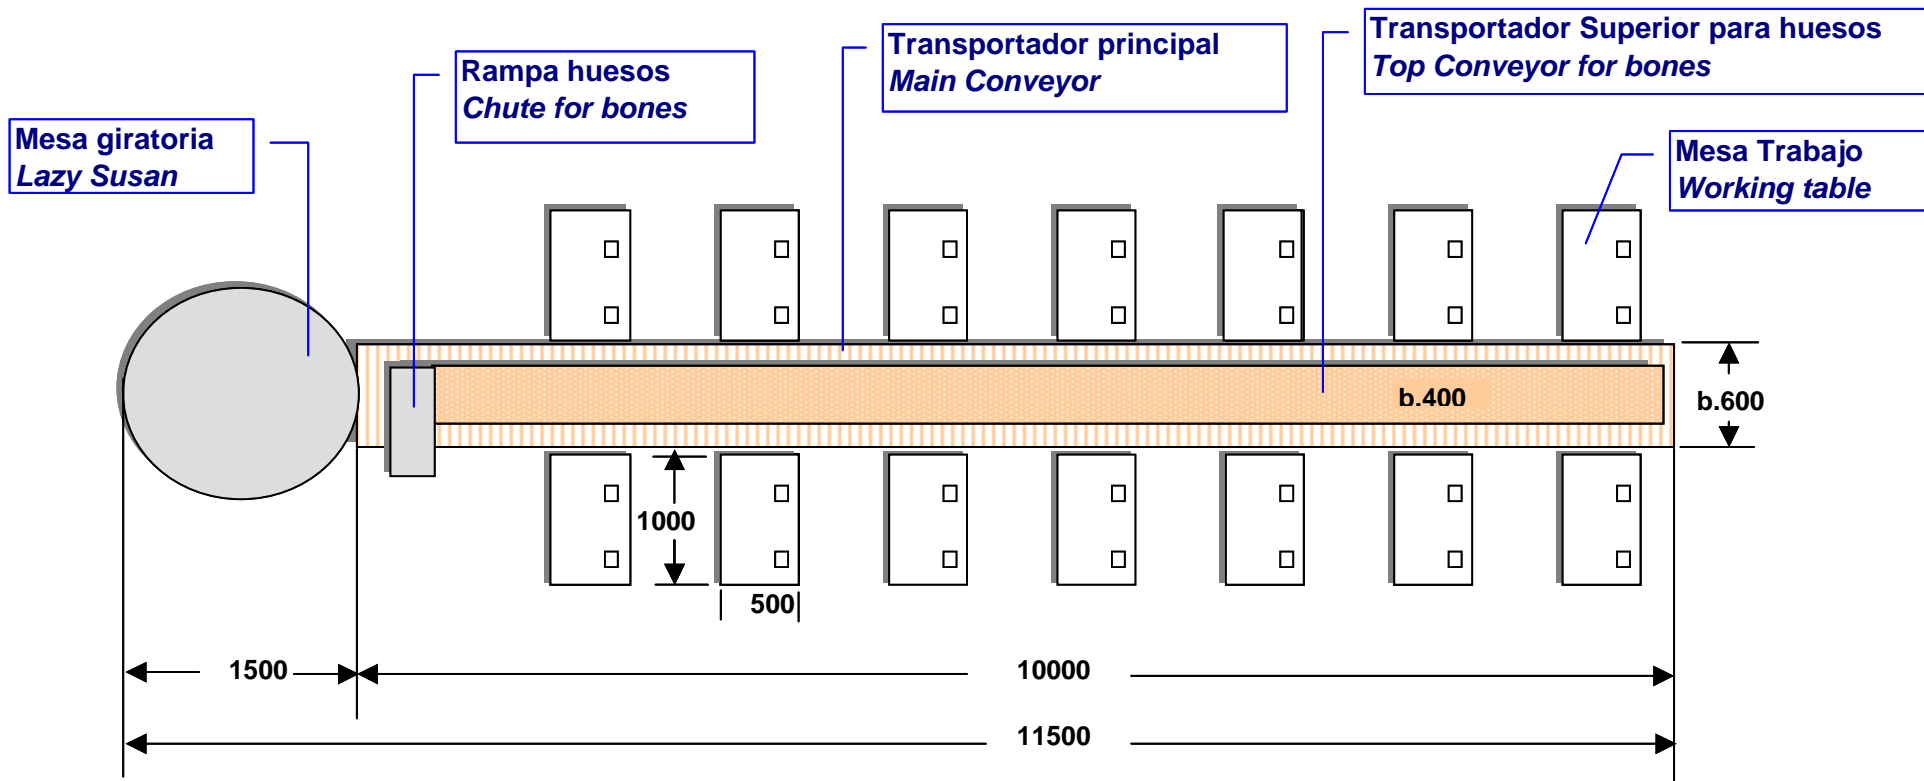 Transportador Superior para huesos
Top Conveyor for bones
Transportador principal
Main Conveyor
Rampa huesos
Chute for bones
Mesa giratoria
Lazy Susan
Mesa Trabajo
Working table
b.400
b.600
1000
500
1500
10000
11500